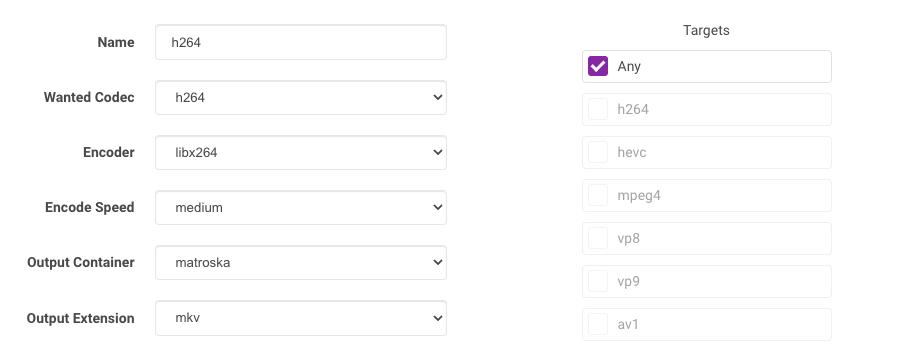 Name h264
Wanted Codec h264
Encoder libx264
Encode Speed medium
Output Container matroska
Output Extension mkv
Targets
Any
h264
hevc
mpeg4
vp8
vp9
av1